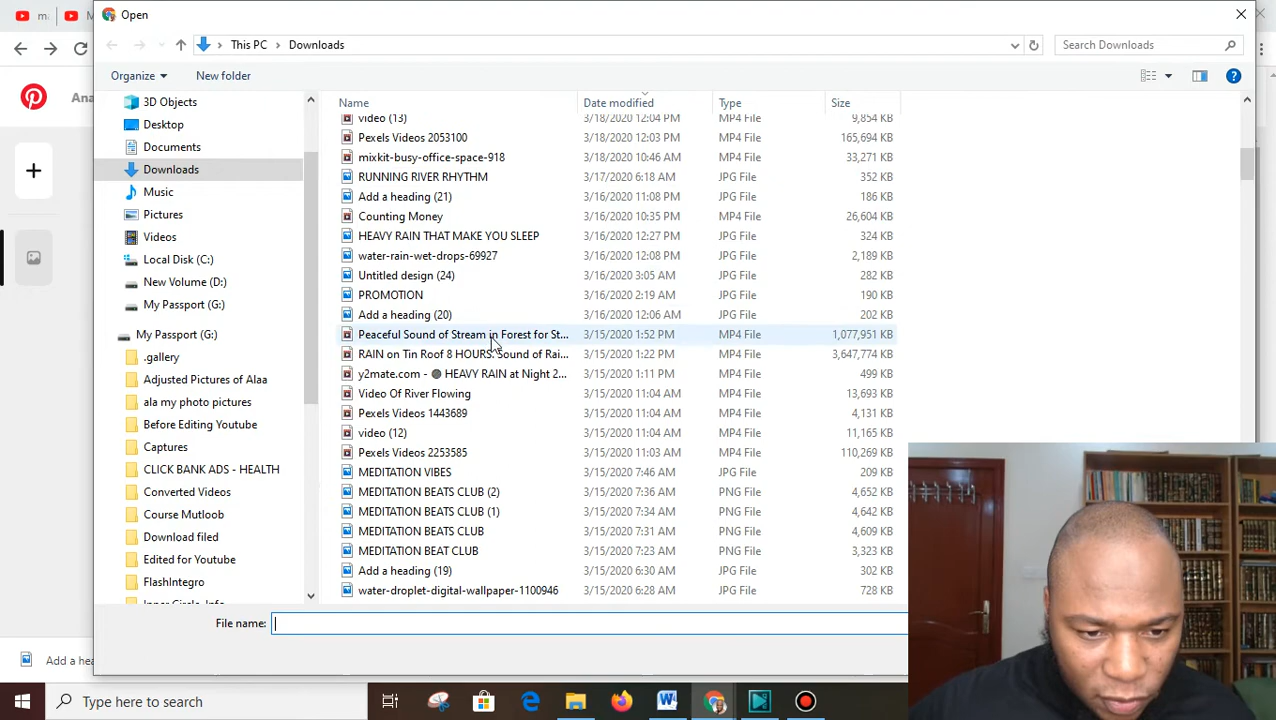 m
M
Open
This PC > Downloads
Search Downloads
Organize
New folder
Ana
3D Objects
Desktop
Documents
Downloads
Music
Pictures
Videos
Local Disk (C:)
New Volume (D:)
My Passport (G:)
My Passport (G:)
.gallery
Adjusted Pictures of Alaa
ala my photo pictures
Before Editing Youtube
Captures
CLICK BANK ADS - HEALTH
Converted Videos
Course Mutloob
Download filed
Edited for Youtube
FlashIntegro
Name Date modified Type Size
video (13) 3/18/2020 12:04 PM MP4 File 9,854 KB
Pexels Videos 2053100 3/18/2020 12:03 PM MP4 File 165,694 KB
mixkit-busy-office-space-918 3/18/2020 10:46 AM MP4 File 33,271 KB
RUNNING RIVER RHYTHM 3/17/2020 6:18 AM JPG File 352 KB
Add a heading (21) 3/16/2020 11:08 PM JPG File 186 KB
Counting Money 3/16/2020 10:35 PM MP4 File 26,604 KB
HEAVY RAIN THAT MAKE YOU SLEEP 3/16/2020 12:27 PM JPG File 324 KB
water-rain-wet-drops-69927 3/16/2020 12:08 PM JPG File 2,189 KB
Untitled design (24) 3/16/2020 3:05 AM JPG File 282 KB
PROMOTION 3/16/2020 2:19 AM JPG File 190 KB
Add a heading (20) 3/16/2020 12:06 AM JPG File 202 KB
Peaceful Sound of Stream in Forest for St... 3/15/2020 1:52 PM MP4 File 1,077,951 KB
RAIN on Tin Roof 8 HOURS Sound of Rai... 3/15/2020 1:22 PM MP4 File 3,647,774 KB
y2mate.com - HEAVY RAIN at Night 2... 3/15/2020 1:11 PM MP4 File 499 KB
Video Of River Flowing 3/15/2020 11:04 AM MP4 File 13,693 KB
Pexels Videos 1443689 3/15/2020 11:04 AM MP4 File 4,131 KB
video (12) 3/15/2020 11:04 AM MP4 File 11,165 KB
Pexels Videos 2253585 3/15/2020 11:03 AM MP4 File 110,269 KB
MEDITATION VIBES 3/15/2020 7:46 AM JPG File 209 KB
MEDITATION BEATS CLUB (2) 3/15/2020 7:36 AM PNG File 4,652 KB
MEDITATION BEATS CLUB (1) 3/15/2020 7:34 AM PNG File 4,642 KB
MEDITATION BEATS CLUB 3/15/2020 7:31 AM PNG File 4,609 KB
MEDITATION BEAT CLUB 3/15/2020 7:23 AM PNG File 3,323 KB
Add a heading (19) 3/15/2020 6:30 AM JPG File 302 KB
water-droplet-digital-wallpaper-1100946 3/15/2020 6:28 AM JPG File 728 KB
File name:
Add a hea
Type here to search